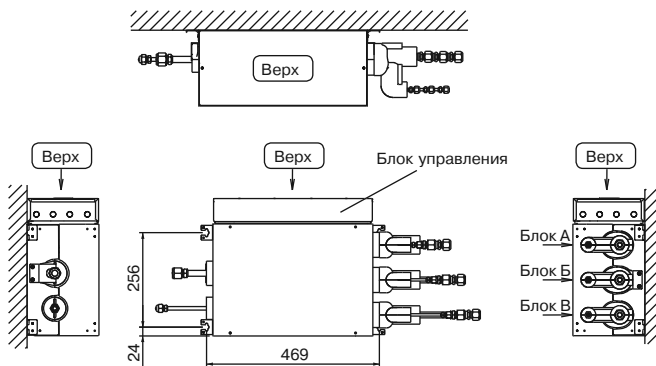 Верх
Верх
Верх
Блок управления
Верх
Блок А
Блок Б
Блок В
256
24
469